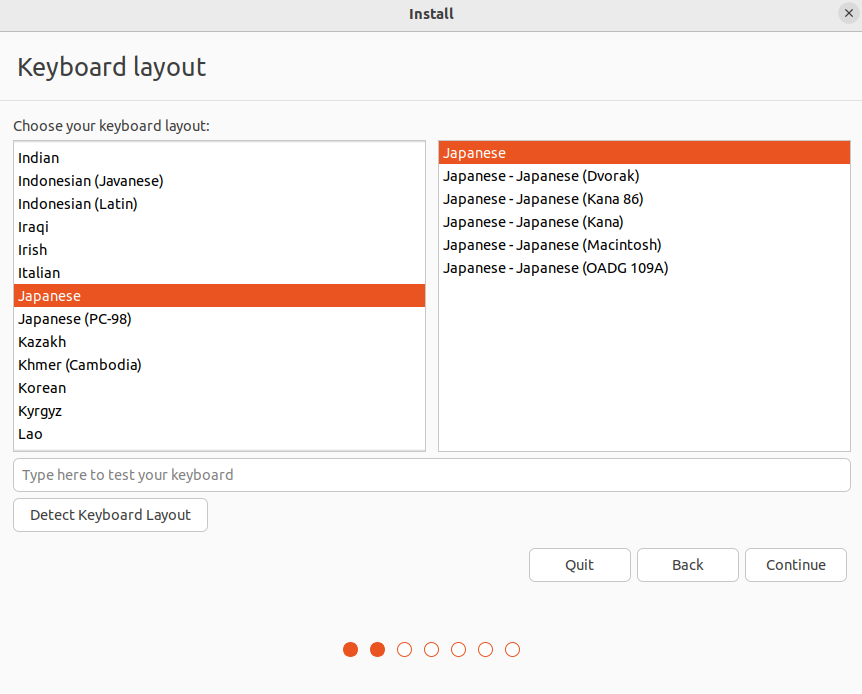 Install
Keyboard layout
Choose your keyboard layout:
Indian
Indonesian (Javanese)
Indonesian (Latin)
Iraqi
Irish
Italian
Japanese
Japanese (PC-98)
Kazakh
Khmer (Cambodia)
Korean
Kyrgyz
Lao
Japanese
Japanese - Japanese (Dvorak)
Japanese - Japanese (Kana 86)
Japanese - Japanese (Kana)
Japanese - Japanese (Macintosh)
Japanese - Japanese (OADG 109A)
Type here to test your keyboard
Detect Keyboard Layout
Quit
Back
Continue